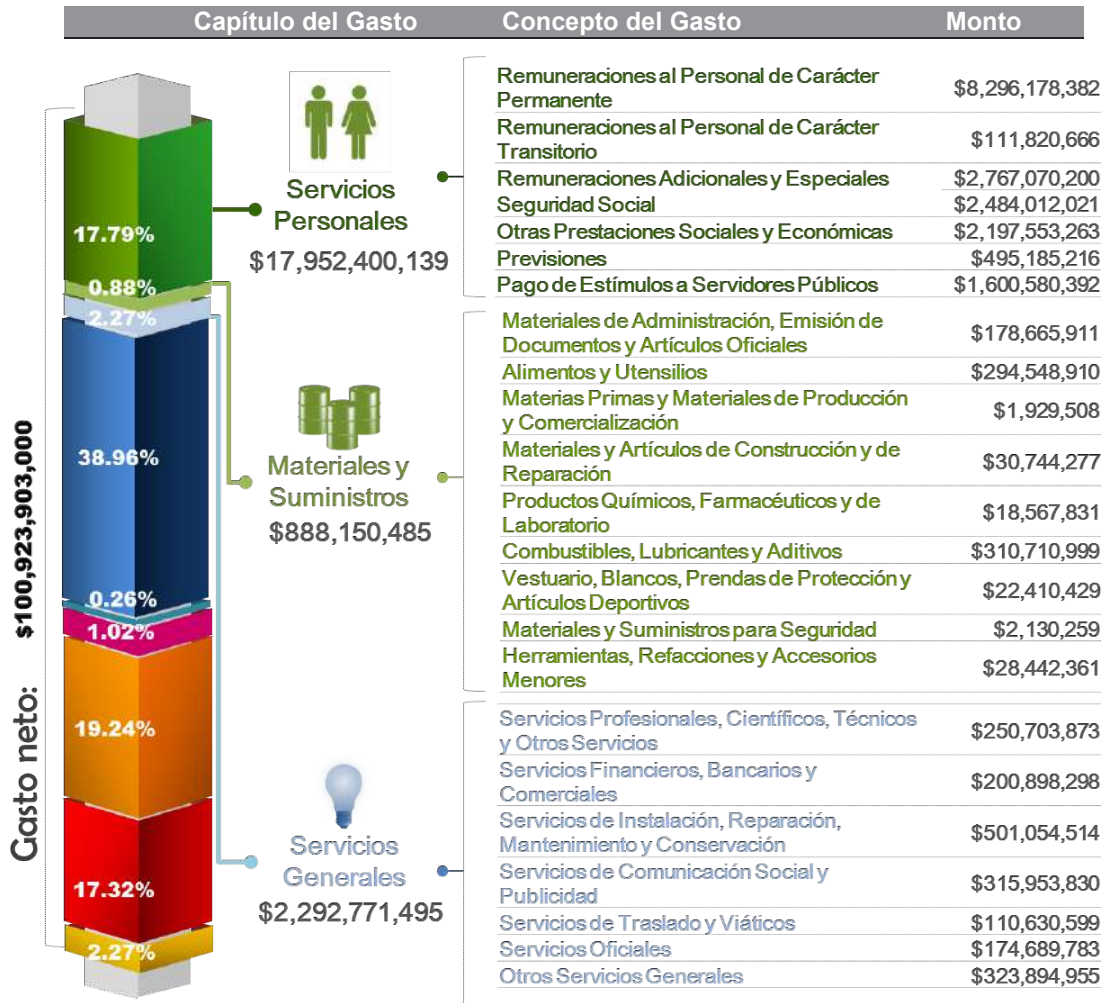 Capítulo del Gasto Concepto del Gasto Monto
Gasto neto: $100,923,903,000
17.79%
0.88%
2.27%
38.96%
0.26%
1.02%
19.24%
17.32%
2.27%
Servicios
Personales
$17,952,400,139
Remuneraciones al Personal de Carácter
Permanente $8,296,178,382
Remuneraciones al Personal de Carácter
Transitorio $111,820,666
Remuneraciones Adicionales y Especiales $2,767,070,200
Seguridad Social $2,484,012,021
Otras Prestaciones Sociales y Económicas $2,197,553,263
Previsiones $495,185,216
Pago de Estímulos a Servidores Públicos $1,600,580,392
Materiales y
Suministros
$888,150,485
Materiales de Administración, Emisión de
Documentos y Artículos Oficiales $178,665,911
Alimentos y Utensilios $294,548,910
Materias Primas y Materiales de Producción
y Comercialización $1,929,508
Materiales y Artículos de Construcción y de
Reparación $30,744,277
Productos Químicos, Farmacéuticos y de
Laboratorio $18,567,831
Combustibles, Lubricantes y Aditivos $310,710,999
Vestuario, Blancos, Prendas de Protección y
Artículos Deportivos $22,410,429
Materiales y Suministros para Seguridad $2,130,259
Herramientas, Refacciones y Accesorios
Menores $28,442,361
Servicios
Generales
$2,292,771,495
Servicios Profesionales, Científicos, Técnicos
y Otros Servicios $250,703,873
Servicios Financieros, Bancarios y
Comerciales $200,898,298
Servicios de Instalación, Reparación,
Mantenimiento y Conservación $501,054,514
Servicios de Comunicación Social y
Publicidad $315,953,830
Servicios de Traslado y Viáticos $110,630,599
Servicios Oficiales $174,689,783
Otros Servicios Generales $323,894,955